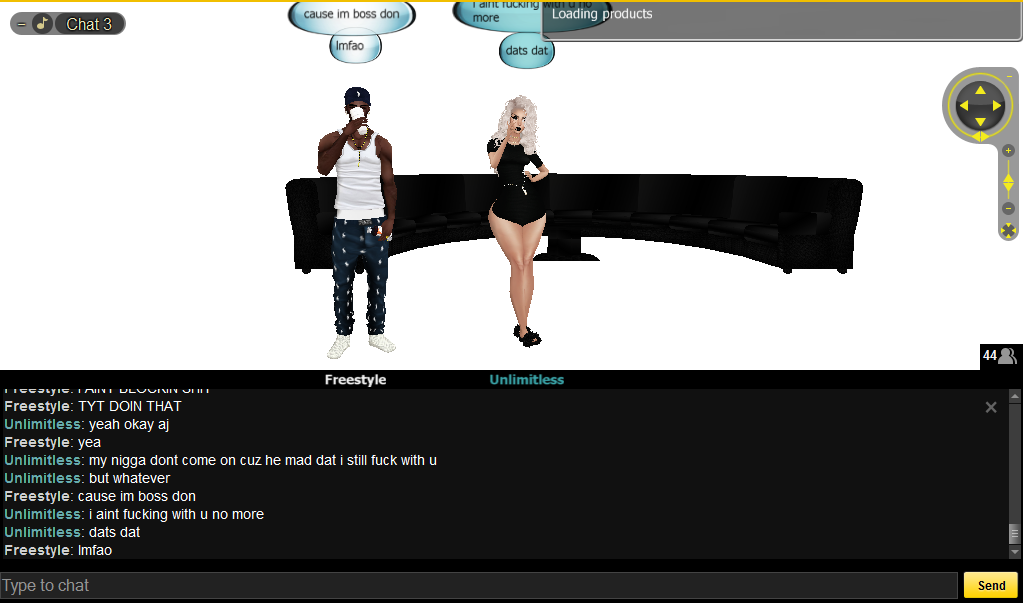 Chat 3
cause im boss don
lmfao
i aint fucking with u no
more
dats dat
Loading products
44
Freestyle
Unlimitless
Freestyle: I AINT BLOCKIN SHIT
Freestyle: TYT DOIN THAT
Unlimitless: yeah okay aj
Freestyle: yea
Unlimitless: my nigga dont come on cuz he mad dat i still fuck with u
Unlimitless: but whatever
Freestyle: cause im boss don
Unlimitless: i aint fucking with u no more
Unlimitless: dats dat
Freestyle: lmfao
Type to chat
Send